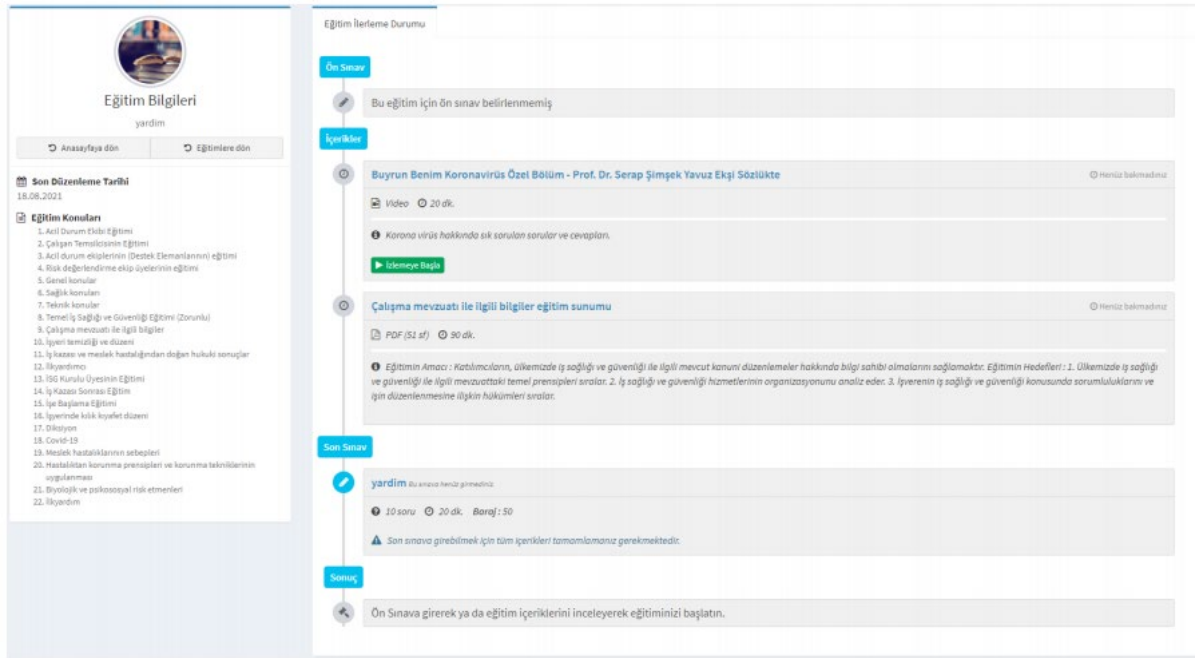 Eğitim Bilgileri
yardim
Anasayfaya dön
Eğitimlere dön
Son Düzenleme Tarihi
18.08.2021
Eğitim Konuları
1. Acil Durum Ekibi Eğitimi
2. Çalışan Temsilcisinin Eğitimi
3. Acil durum ekiplerinin (Destek Elemanlarının) eğitimi
4. Risk değerlendirme ekip üyelerinin eğitimi
5. Genel konular
6. Sağlık konuları
7. Teknik konular
8. Temel İş Sağlığı ve Güvenliği Eğitimi (Zorunlu)
9. Çalışma mevzuatı ile ilgili bilgiler
10. İşyeri temizliği ve düzeni
11. İş kazası ve meslek hastalığından doğan hukuki sonuçlar
12. İlkyardımcı
13. İSG Kurulu Üyesinin Eğitimi
14. İş Kazası Sonrası Eğitim
15. İşe Başlama Eğitimi
16. İşyerinde kılık kıyafet düzeni
17. Diksiyon
18. Covid-19
19. Meslek hastalıklarının sebepleri
20. Hastalıktan korunma prensipleri ve korunma tekniklerinin
uygulanması
21. Biyolojik ve psikososyal risk etmenleri
22. İlkyardım
Eğitim İlerleme Durumu
Ön Sınav
Bu eğitim için ön sınav belirlenmemiş
İçerikler
Buyrun Benim Koronavirüs Özel Bölüm - Prof. Dr. Serap Şimşek Yavuz Ekşi Sözlükte
Henüz bakmadınız
Video 20 dk.
Korona virüs hakkında sık sorulan sorular ve cevapları.
İzlemeye Başla
Çalışma mevzuatı ile ilgili bilgiler eğitim sunumu
Henüz bakmadınız
PDF (51 sf) 90 dk.
Eğitimin Amacı : Katılımcıların, ülkemizde iş sağlığı ve güvenliği ile ilgili mevcut kanuni düzenlemeler hakkında bilgi sahibi olmalarını sağlamaktır. Eğitimin Hedefleri : 1. Ülkemizde iş sağlığı
ve güvenliği ile ilgili mevzuattaki temel prensipleri sıralar. 2. İş sağlığı ve güvenliği hizmetlerinin organizasyonunu analiz eder. 3. İşverenin iş sağlığı ve güvenliği konusunda sorumluluklarını ve
işin düzenlenmesine ilişkin hükümleri sıralar.
Son Sınav
yardim Bu sınava henüz girmediniz
10 soru 20 dk. Baraj : 50
Son sınava girebilmek için tüm içerikleri tamamlamanız gerekmektedir.
Sonuç
Ön Sınava girerek ya da eğitim içeriklerini inceleyerek eğitiminizi başlatın.